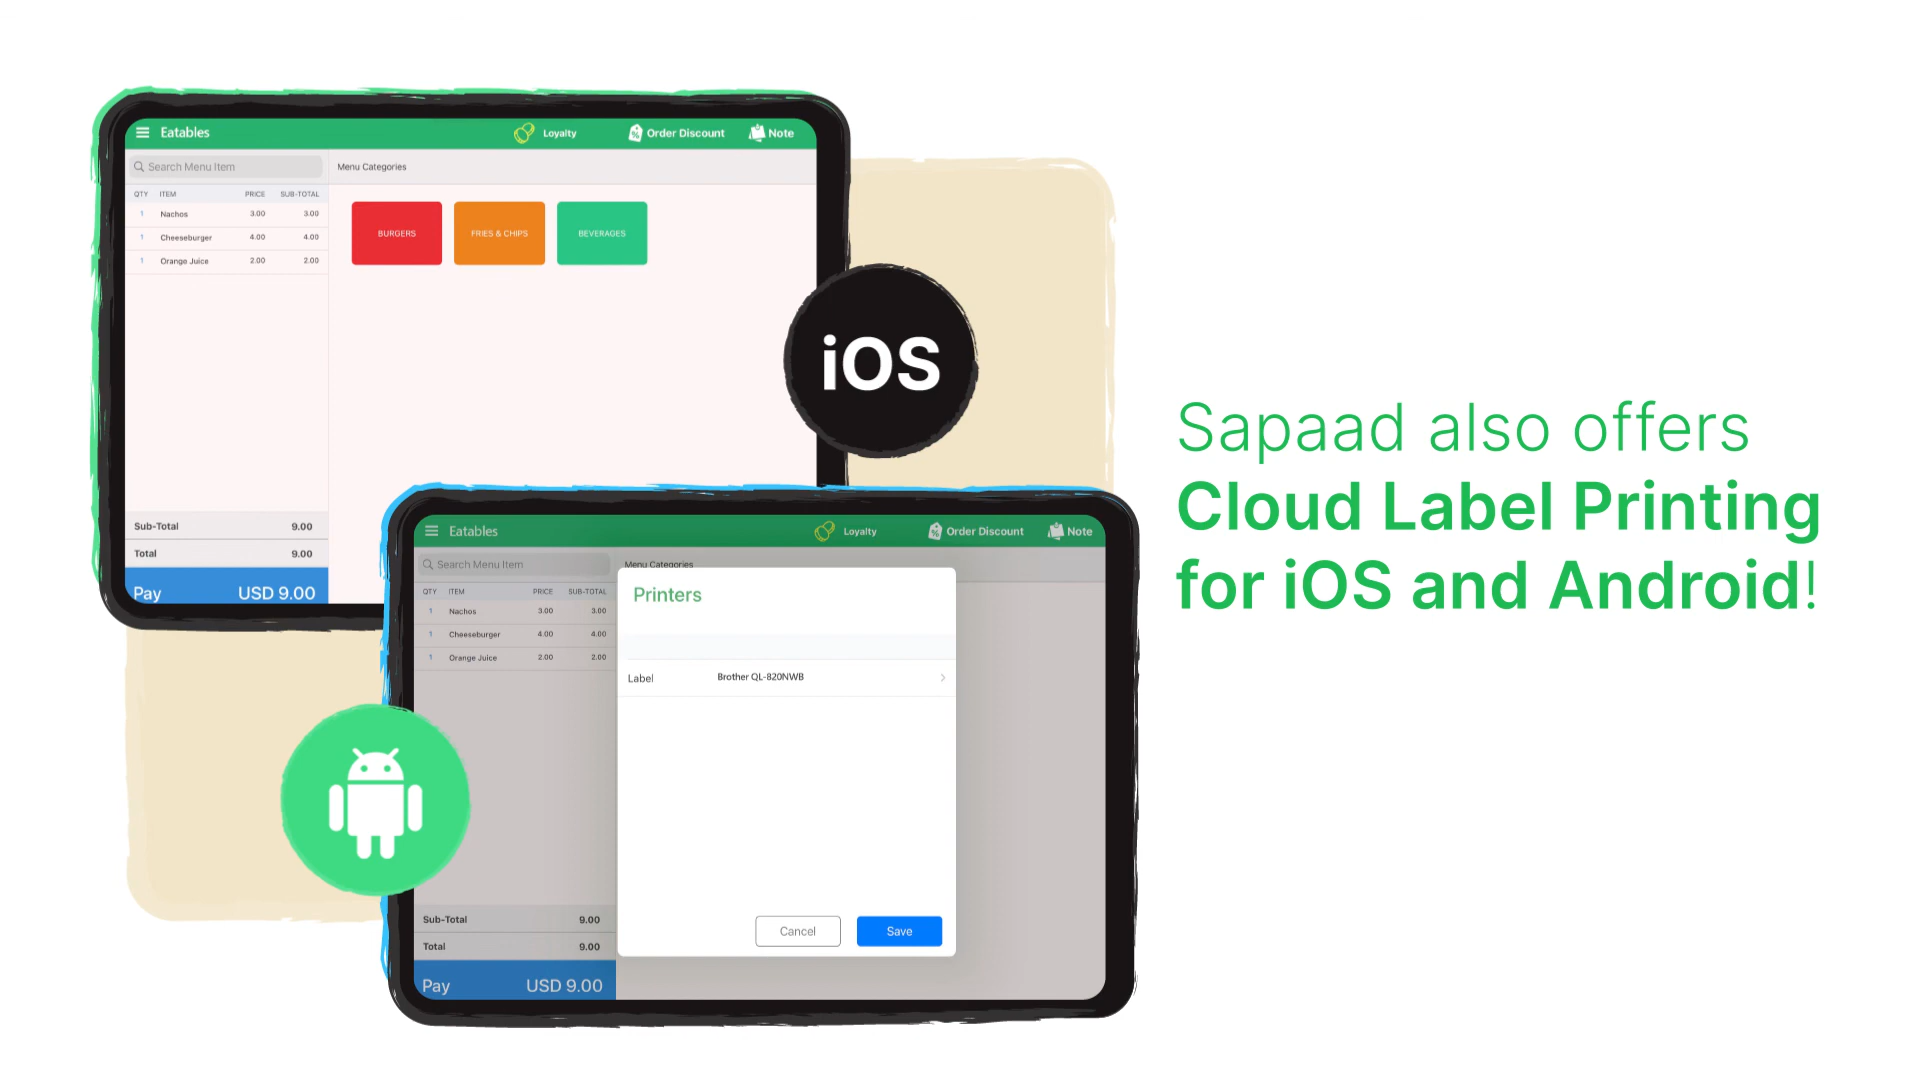 Eatables
Loyalty
Order Discount
Note
Search Menu Item
Menu Categories
QTY ITEM PRICE SUB-TOTAL
1 Nachos 3.00 3.00
1 Cheeseburger 4.00 4.00
1 Orange Juice 2.00 2.00
BURGERS
FRIES & CHIPS
BEVERAGES
Sub-Total 9.00
Total 9.00
Pay USD 9.00
iOS
Eatables
Loyalty
Order Discount
Note
Search Menu Item
Menu Categories
QTY ITEM PRICE SUB-TOTAL
1 Nachos 3.00 3.00
1 Cheeseburger 4.00 4.00
1 Orange Juice 2.00 2.00
Sub-Total 9.00
Total 9.00
Pay USD 9.00
Printers
Label Brother QL-820NWB
Cancel
Save
Sapaad also offers
Cloud Label Printing
for iOS and Android!